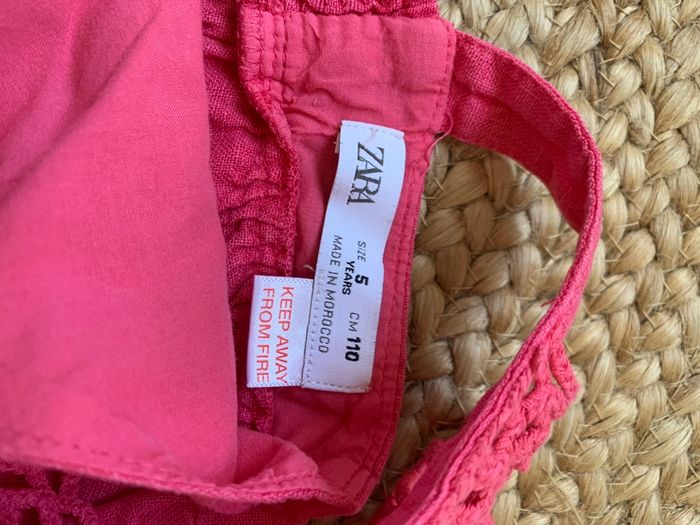 ZARA
SIZE 5 CM 110
YEARS
MADE IN MOROCCO
KEEP AWAY
FROM FIRE